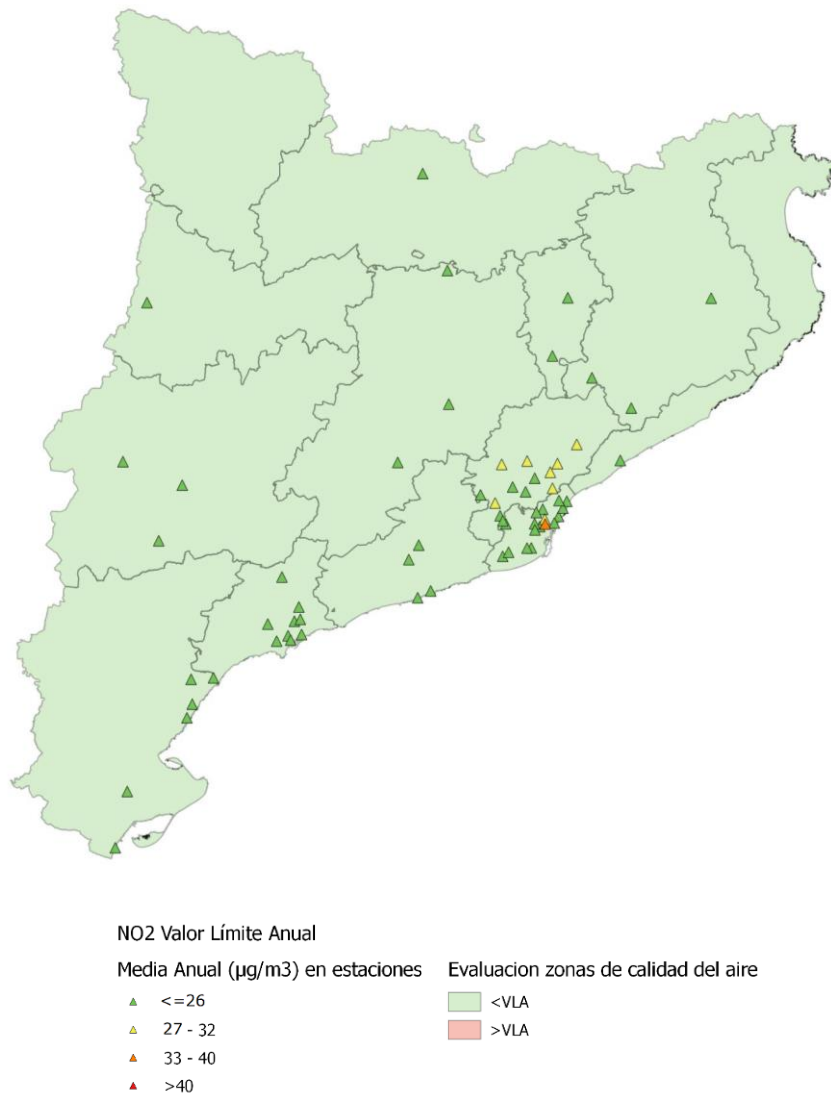 NO2 Valor Límite Anual
Media Anual (µg/m3) en estaciones
<=26
27 - 32
33 - 40
>40
Evaluacion zonas de calidad del aire
<VLA
>VLA